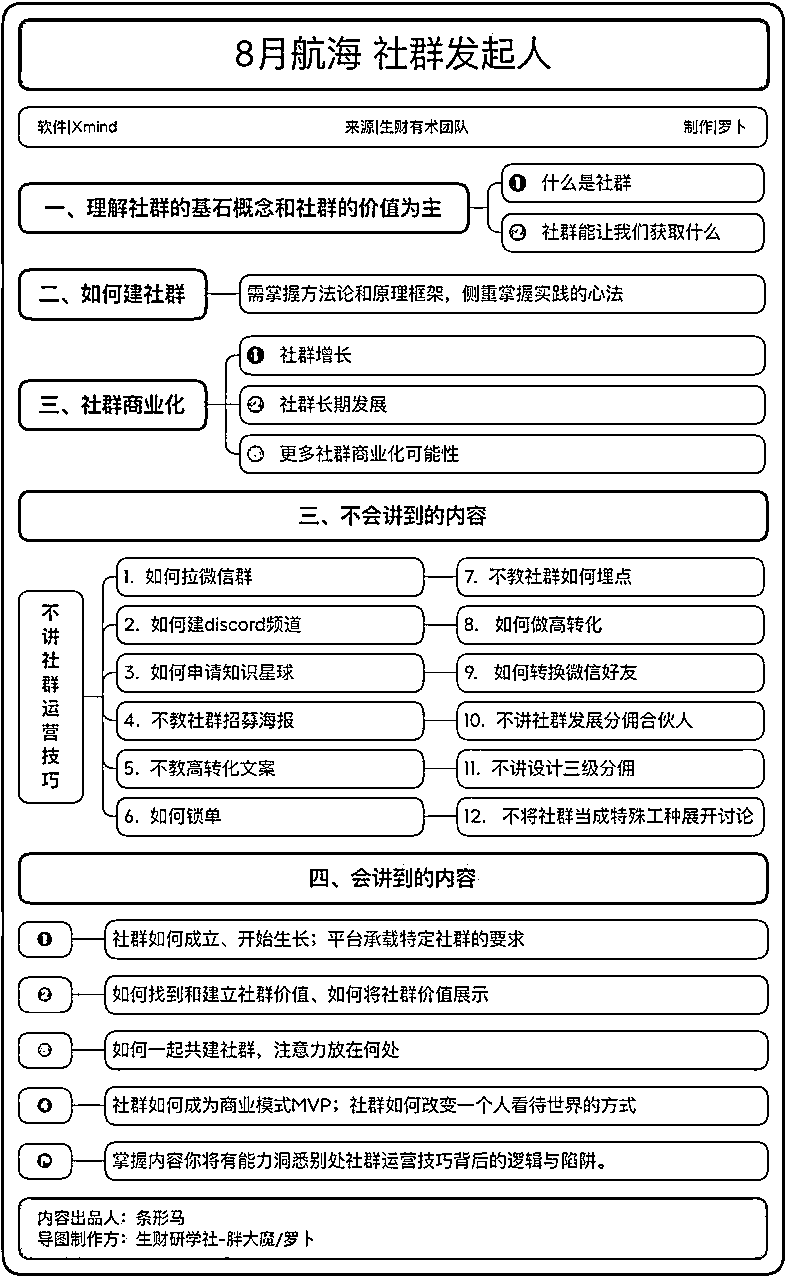 8月航海 社群发起人
软件|Xmind 来源|生财有术团队 制作|罗卜
一、理解社群的基石概念和社群的价值为主
1 什么是社群
2 社群能让我们获取什么
二、如何建社群
需掌握方法论和原理框架，侧重掌握实践的心法
三、社群商业化
1 社群增长
2 社群长期发展
更多社群商业化可能性
三、不会讲到的内容
不讲社群运营技巧
1. 如何拉微信群
7. 不教社群如何埋点
2. 如何建discord频道
8. 如何做高转化
3. 如何申请知识星球
9. 如何转换微信好友
4. 不教社群招募海报
10. 不讲社群发展分佣合伙人
5. 不教高转化文案
11. 不讲设计三级分佣
6. 如何锁单
12. 不将社群当成特殊工种展开讨论
四、会讲到的内容
1 社群如何成立、开始生长；平台承载特定社群的要求
2 如何找到和建立社群价值、如何将社群价值展示
如何一起共建社群，注意力放在何处
4 社群如何成为商业模式MVP；社群如何改变一个人看待世界的方式
掌握内容你将有能力洞悉别处社群运营技巧背后的逻辑与陷阱。
内容出品人：条形马
导图制作方：生财研学社-胖大魔/罗卜